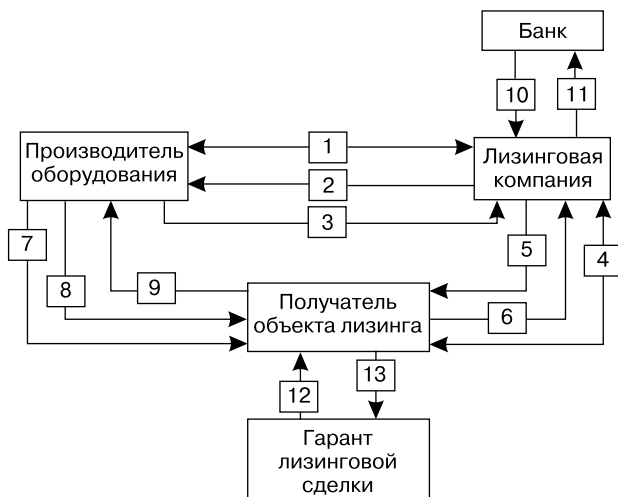 Банк
10
11
Производитель
оборудования
1
Лизинговая
компания
2
3
7
5
4
8
9
Получатель
объекта лизинга
6
12
13
Гарант
лизинговой
сделки